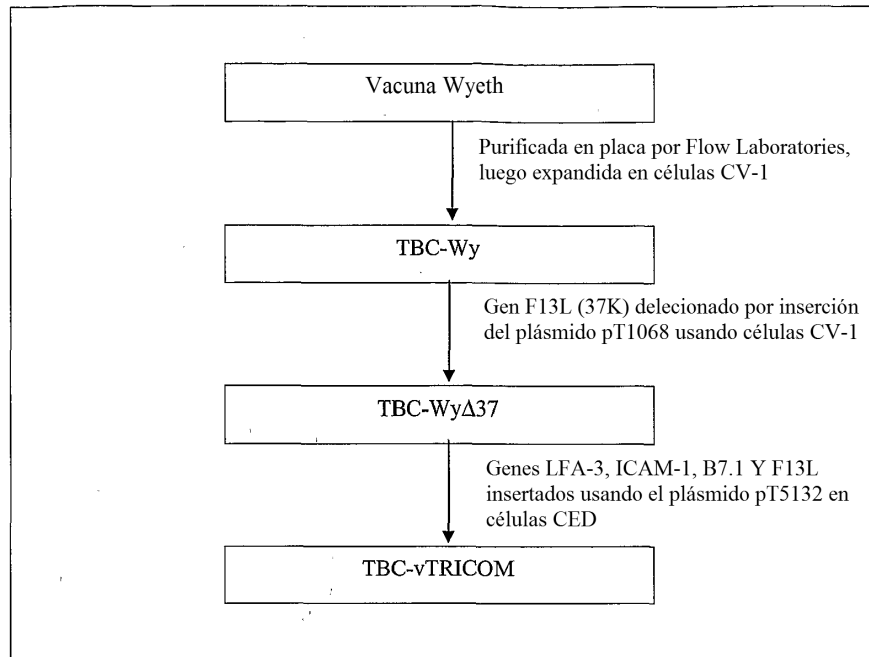 Vacuna Wyeth
Purificada en placa por Flow Laboratories,
luego expandida en células CV-1
TBC-Wy
Gen F13L (37K) delecionado por inserción
del plásmido pT1068 usando células CV-1
TBC-WyΔ37
Genes LFA-3, ICAM-1, B7.1 Y F13L
insertados usando el plásmido pT5132 en
células CED
TBC-vTRICOM